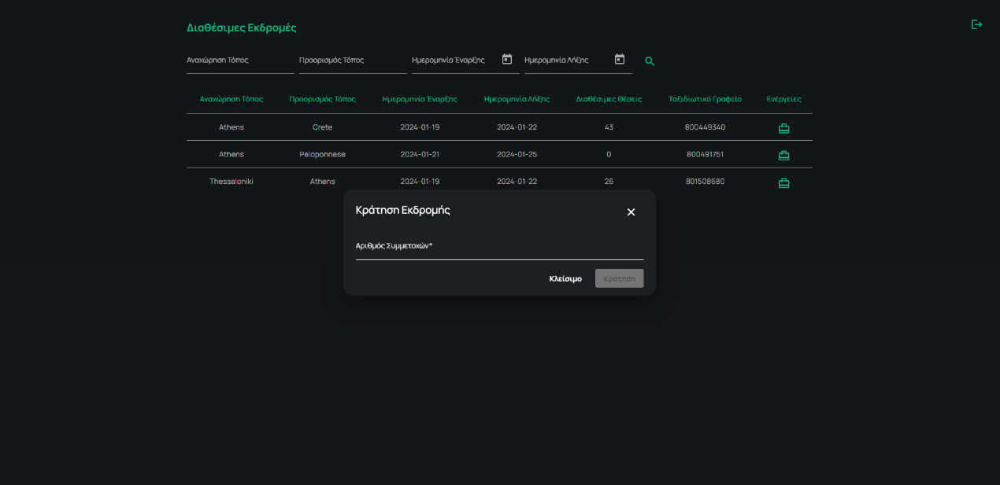 Διαθέσιμες Εκδρομές
Αναχώρηση Τόπος Προορισμός Τόπος Ημερομηνία Έναρξης Ημερομηνία Λήξης
Αναχώρηση Τόπος Προορισμός Τόπος Ημερομηνία Έναρξης Ημερομηνία Λήξης Διαθέσιμες Θέσεις Ταξιδιωτικό Γραφείο Ενέργειες
Athens Crete 2024-01-19 2024-01-22 43 800449340
Athens Peloponnese 2024-01-21 2024-01-25 0 800491751
Thessaloniki Athens 2024-01-19 2024-01-22 26 801508680
Κράτηση Εκδρομής
Αριθμός Συμμετοχών*
Κλείσιμο Κράτηση